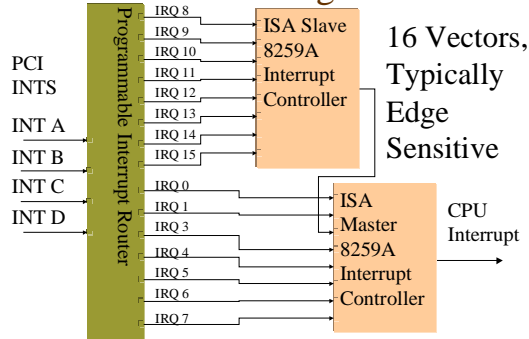 PCI
INTS
INT A
INT B
INT C
INT D
Programmable Interrupt Router
IRQ 8
IRQ 9
IRQ 10
IRQ 11
IRQ 12
IRQ 13
IRQ 14
IRQ 15
IRQ 0
IRQ 1
IRQ 3
IRQ 4
IRQ 5
IRQ 6
IRQ 7
ISA Slave
8259A
Interrupt
Controller
16 Vectors,
Typically
Edge
Sensitive
ISA
Master
8259A
Interrupt
Controller
CPU
Interrupt